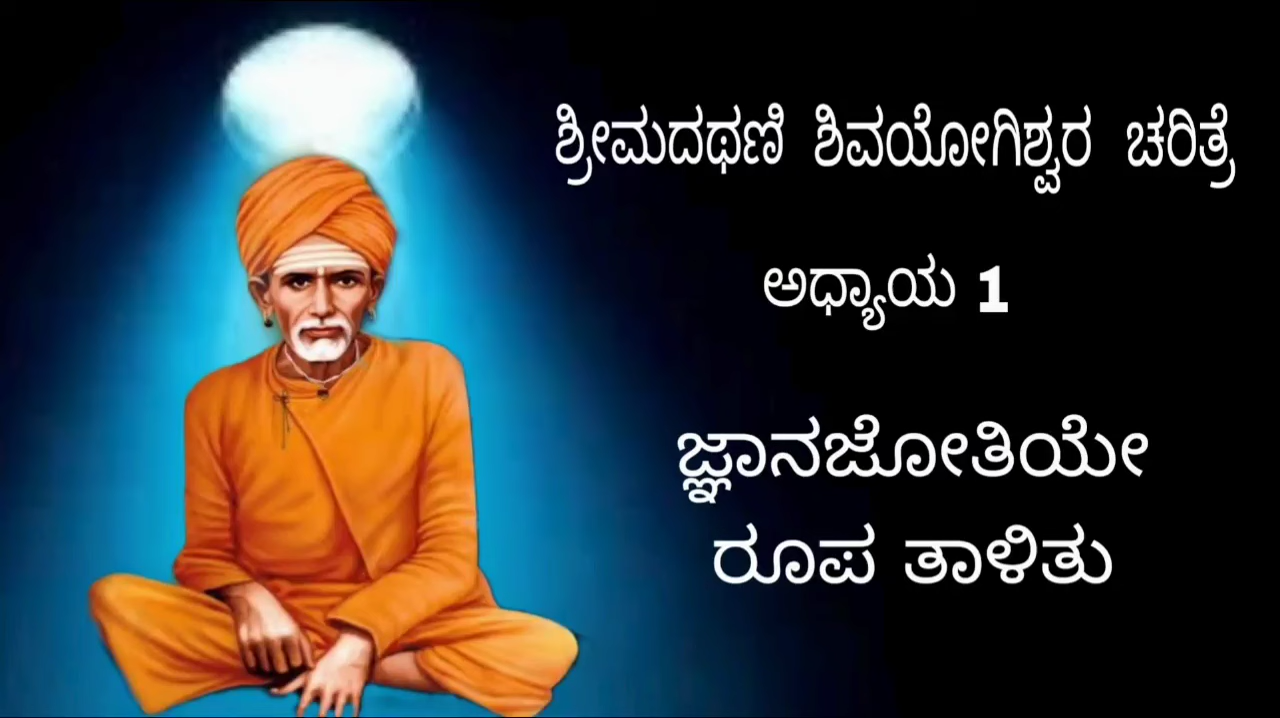 ಶ್ರೀಮದಥಣಿ ಶಿವಯೋಗಿಶ್ವರ ಚರಿತ್ರೆ
ಅಧ್ಯಾಯ 1
ಜ್ಞಾನಜೋತಿಯೇ
ರೂಪ ತಾಳಿತು